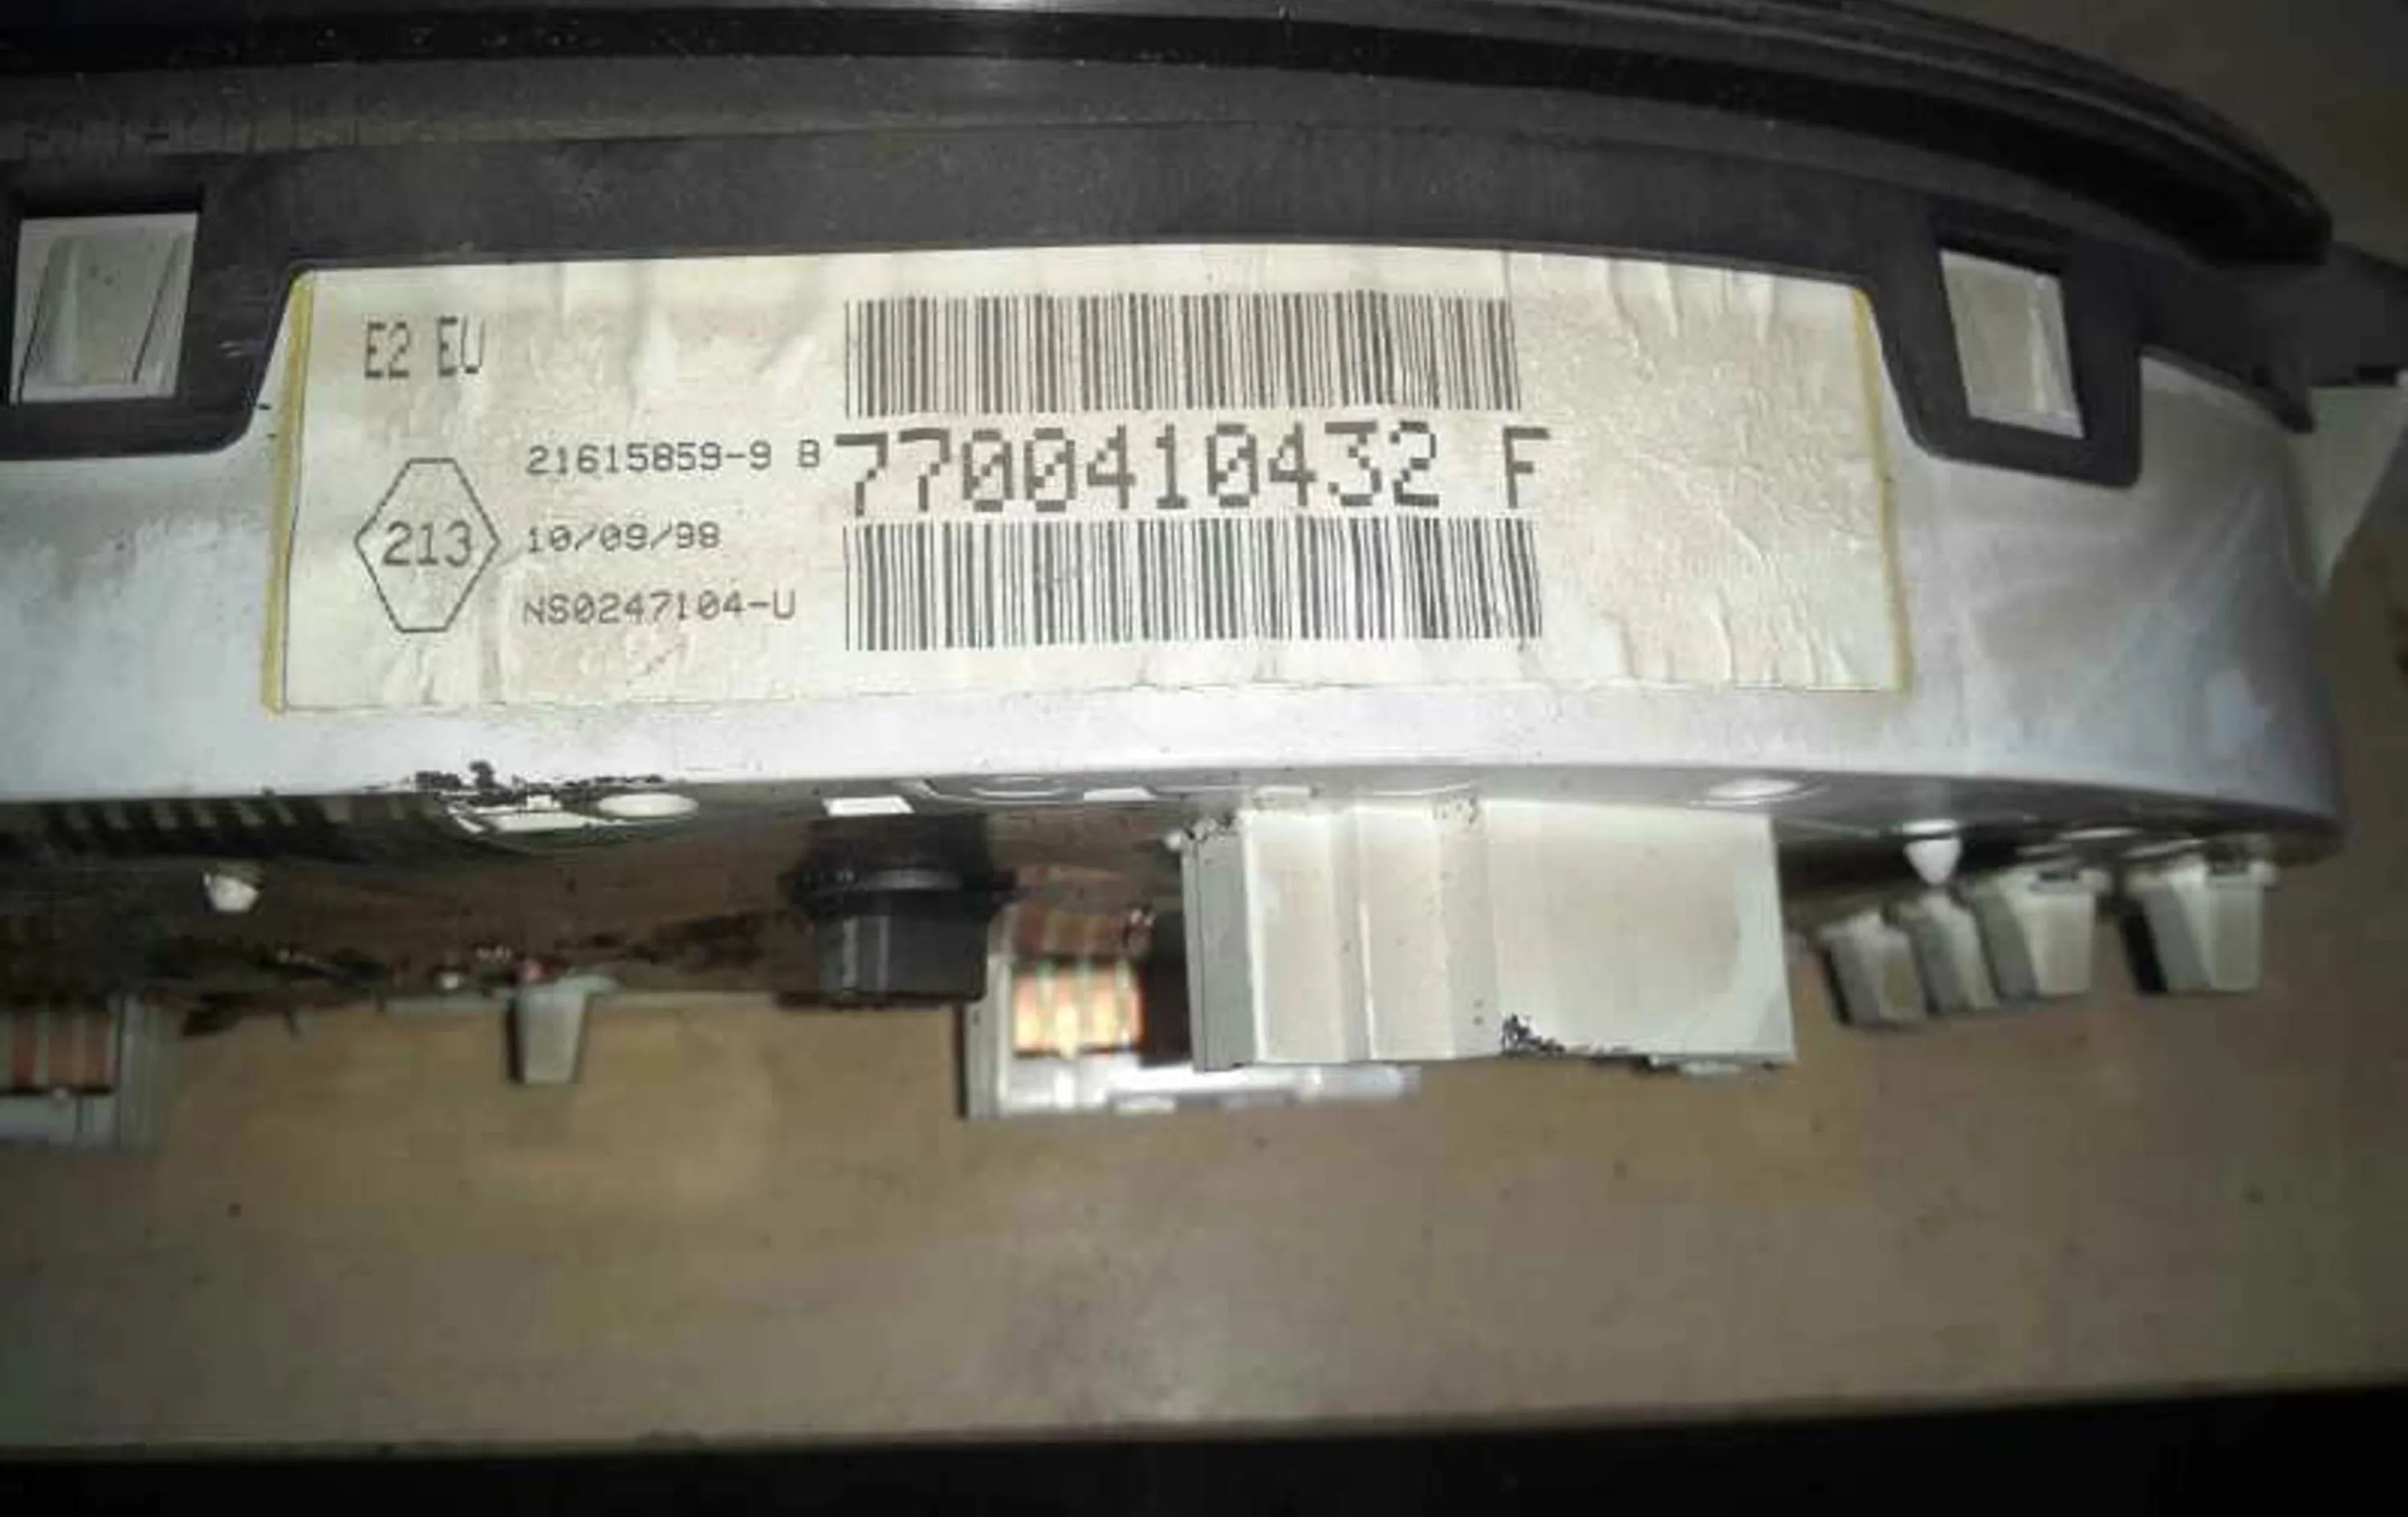 E2 EU
21615859-9 B
7700410432 F
213
10/09/98
NS0247104-U